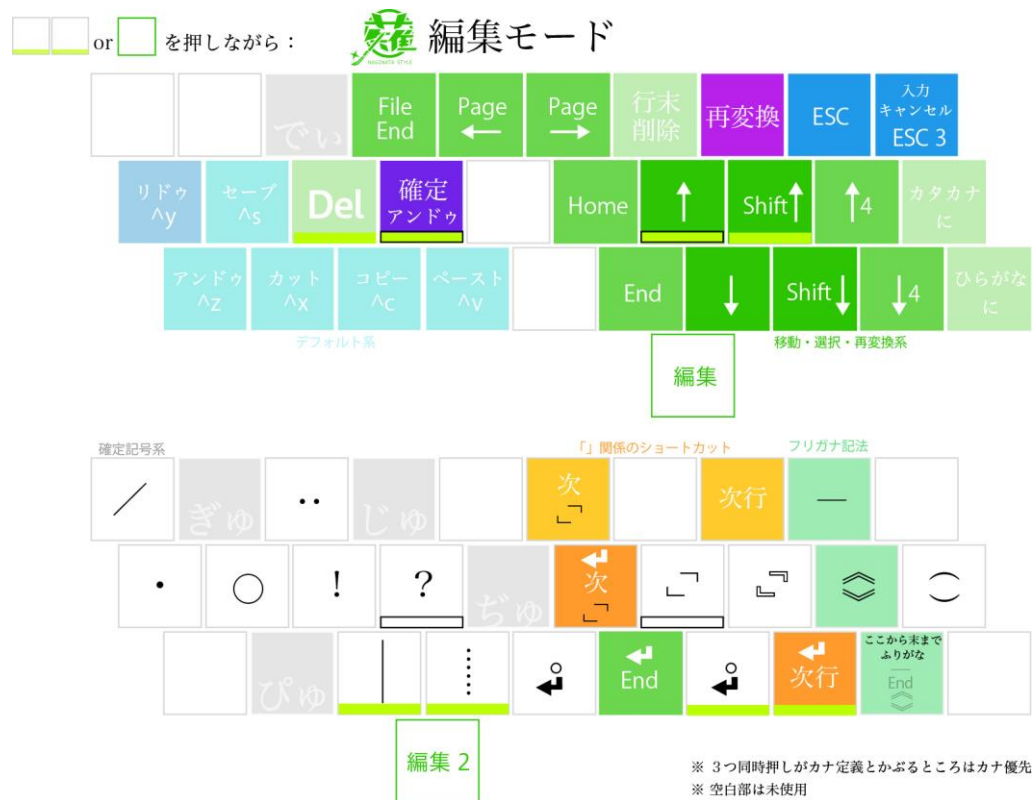 or を押しながら：
NAGINATA STYLE
編集モード
でぃ
File
End
Page
←
Page
→
行末
削除
再変換
ESC
入力
キャンセル
ESC 3
リドゥ
^y
セーブ
^s
Del
確定
アンドゥ
Home
↑
Shift↑
↑4
カタカナ
に
アンドゥ
^z
カット
^x
コピー
^c
ペースト
^v
End
↓
Shift↓
↓4
ひらがな
に
デフォルト系
移動・選択・再変換系
編集
確定記号系
「」関係のショートカット
フリガナ記法
／
ぎゅ
‥
じゅ
次
﹁﹂
次行
―
・
○
!
?
ぢゅ
次
﹁﹂
﹁﹂
﹃﹄
︽︾
︵︶
ぴゅ
│
End
次行
ここから末まで
ふりがな
―
End
︽︾
編集 2
※ 3つ同時押しがカナ定義とかぶるところはカナ優先
※ 空白部は未使用